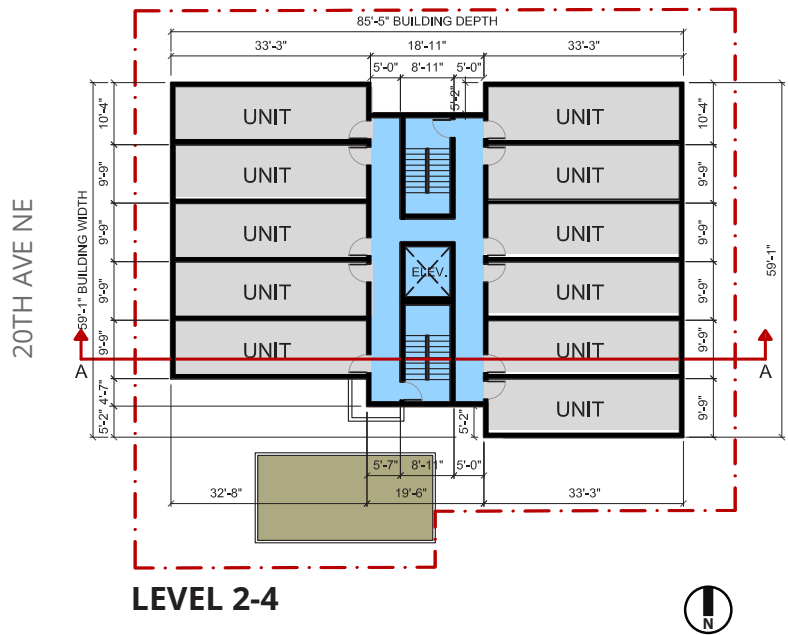 85'-5" BUILDING DEPTH
33'-3" 18'-11" 33'-3"
5'-0" 8'-11" 5'-0"
5'-2"
10'-4" UNIT UNIT 10'-4"
9'-9" UNIT UNIT 9'-9"
20TH AVE NE
59'-1" BUILDING WIDTH
9'-9" UNIT UNIT 9'-9"
59'-1"
9'-9" UNIT ELEV. UNIT 9'-9"
9'-9" UNIT UNIT 9'-9"
A A
4'-7"
UNIT 9'-9"
5'-2" 5'-2"
5'-7" 8'-11" 5'-0"
32'-8" 19'-6" 33'-3"
LEVEL 2-4
N